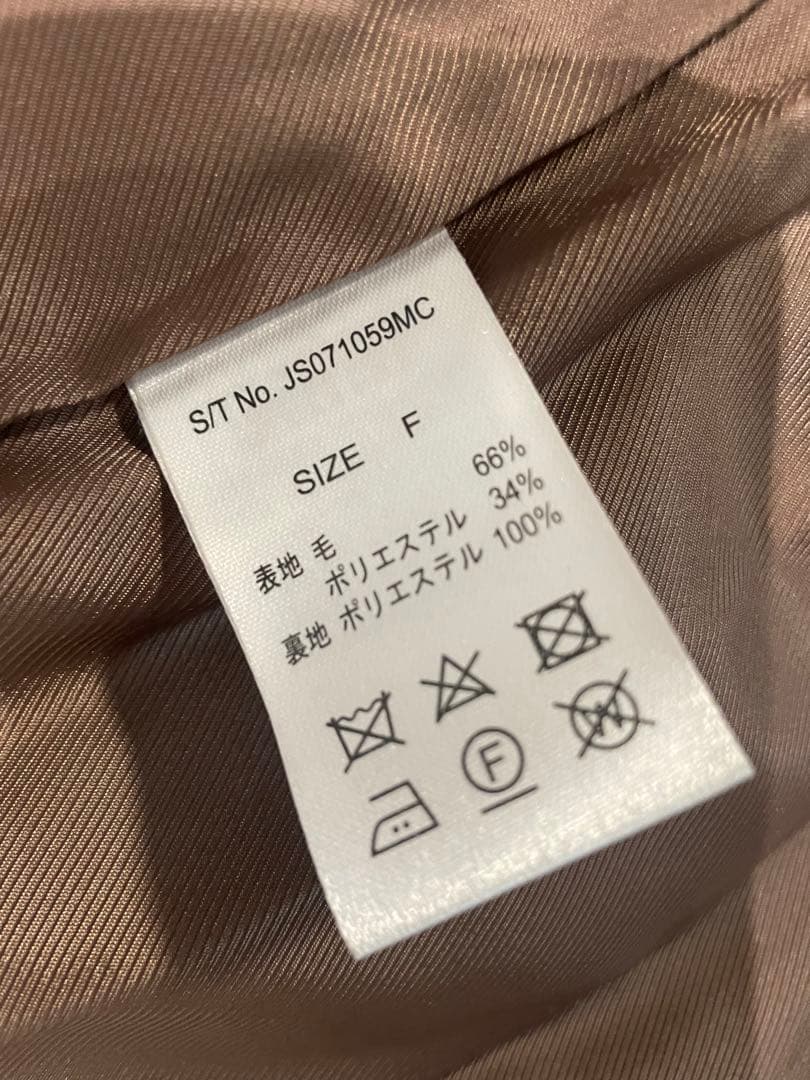 S/T No. JS071059MC
SIZE F
表地 毛 66%
ポリエステル 34%
裏地 ポリエステル 100%
F
W